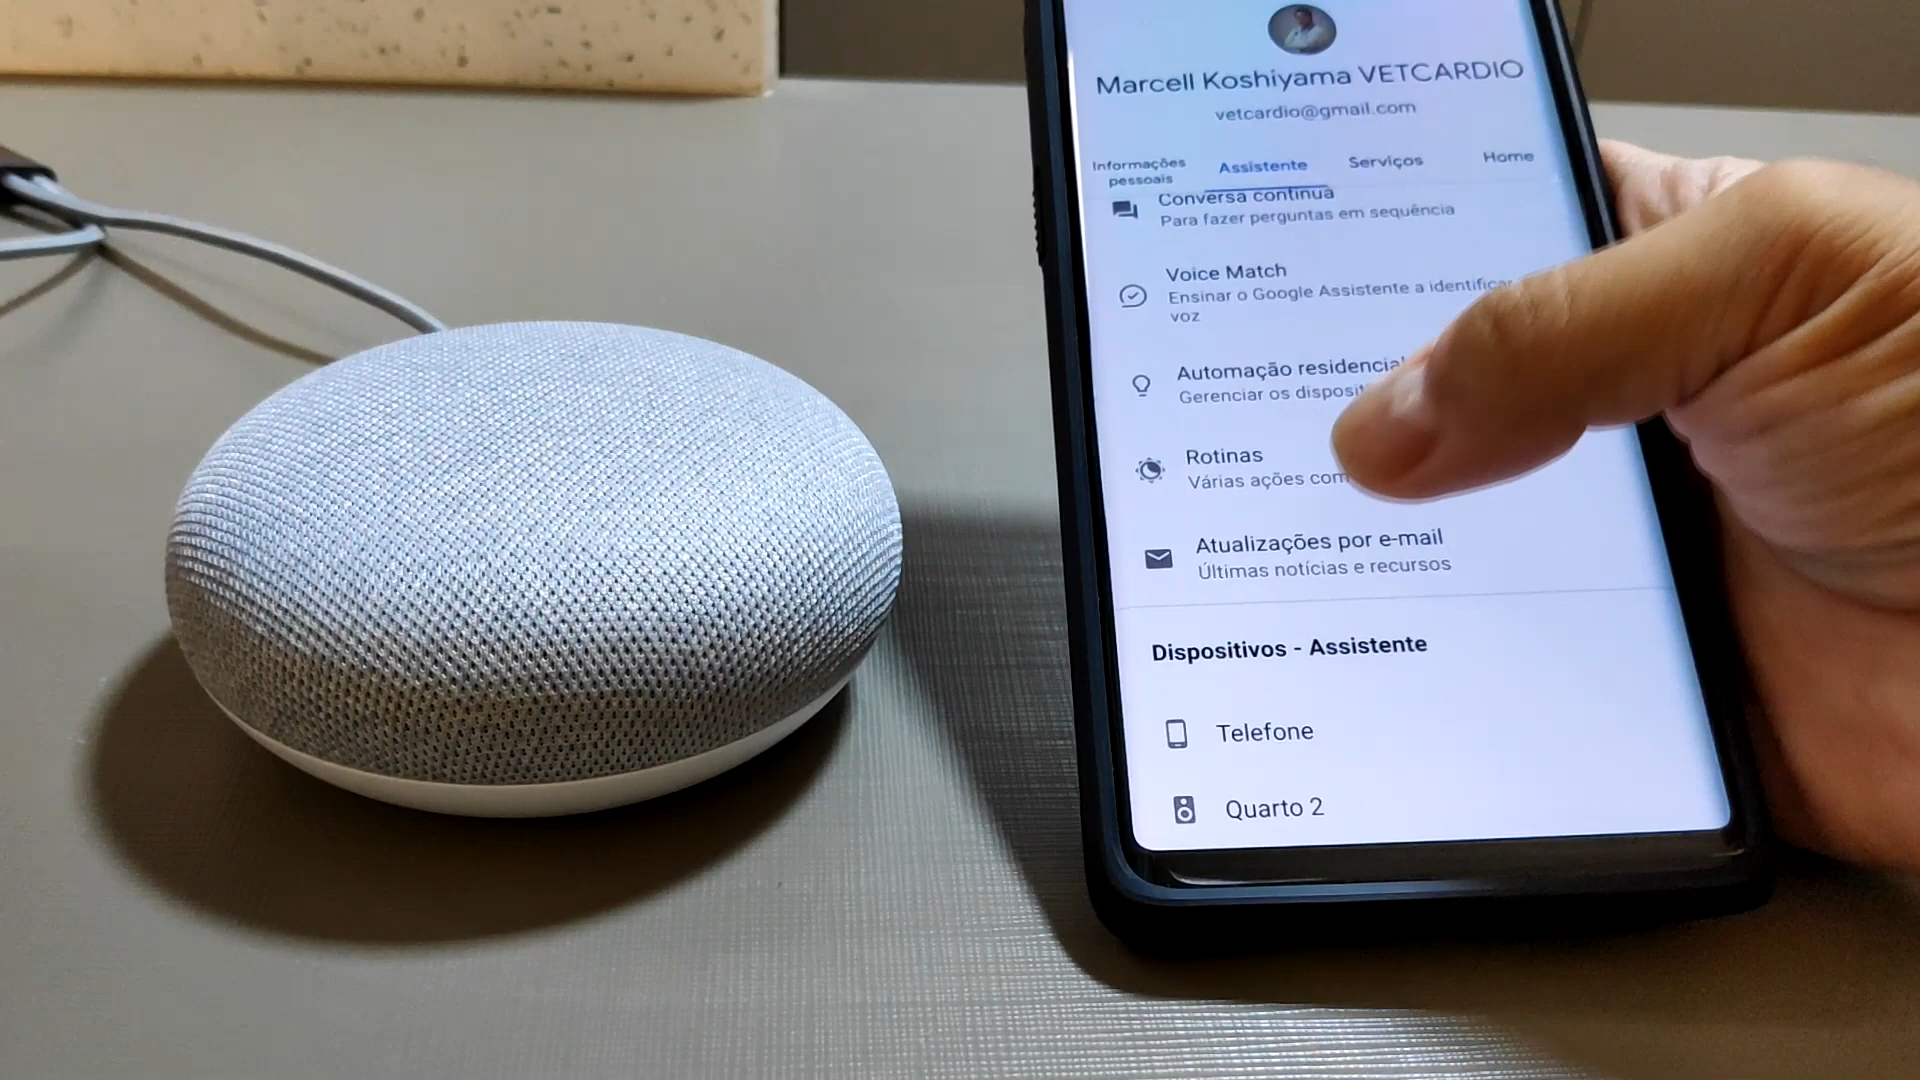 Marcell Koshiyama VETCARDIO
vetcardio@gmail.com
Informações
pessoais
Assistente
Serviços
Home
Conversa contínua
Para fazer perguntas em sequência
Voice Match
Ensinar o Google Assistente a identificar
voz
Automação residencial
Gerenciar os
Rotinas
Várias ações com
Atualizações por e-mail
Últimas notícias e recursos
Dispositivos - Assistente
Telefone
Quarto 2